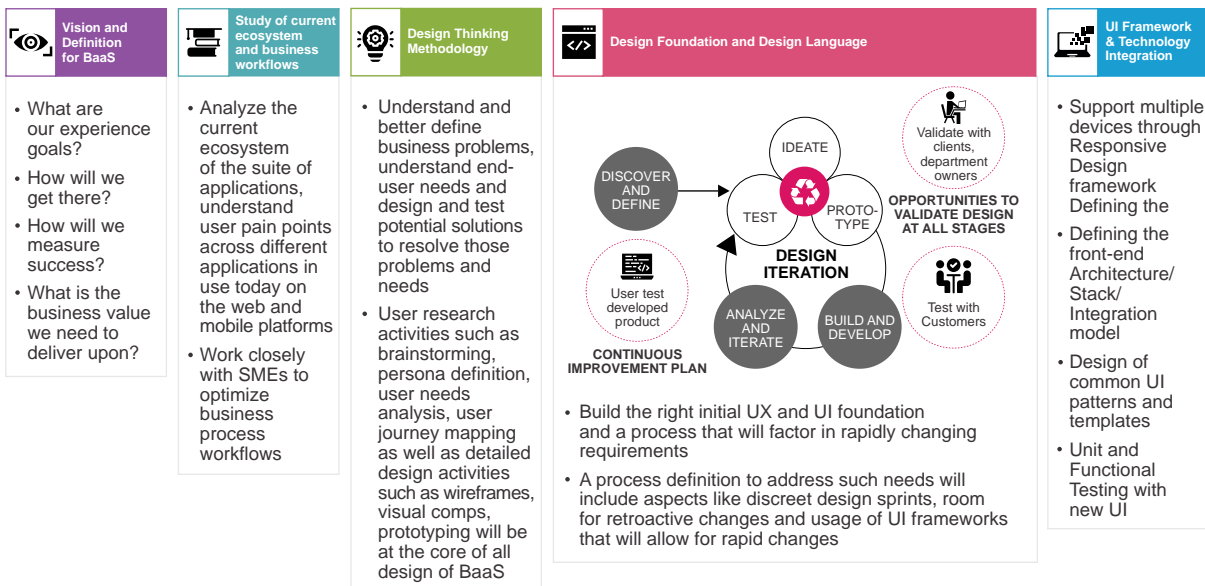 Vision and
Definition
for BaaS
• What are
our experience
goals?
• How will we
get there?
• How will we
measure
success?
• What is the
business value
we need to
deliver upon?
Study of current
ecosystem
and business
workflows
• Analyze the
current
ecosystem
of the suite of
applications,
understand
user pain points
across different
applications in
use today on
the web and
mobile platforms
• Work closely
with SMEs to
optimize
business
process
workflows
Design Thinking
Methodology
• Understand and
better define
business problems,
understand end-
user needs and
design and test
potential solutions
to resolve those
problems and
needs
• User research
activities such as
brainstorming,
persona definition,
user needs
analysis, user
journey mapping
as well as detailed
design activities
such as wireframes,
visual comps,
prototyping will be
at the core of all
design of BaaS
</>
Design Foundation and Design Language
DISCOVER
AND
DEFINE
IDEATE
TEST
PROTO-
TYPE
DESIGN
ITERATION
ANALYZE
AND
ITERATE
BUILD AND
DEVELOP
Validate with
clients,
department
owners
OPPORTUNITIES TO
VALIDATE DESIGN
AT ALL STAGES
Test with
Customers
User test
developed
product
CONTINUOUS
IMPROVEMENT PLAN
• Build the right initial UX and UI foundation
and a process that will factor in rapidly changing
requirements
• A process definition to address such needs will
include aspects like discreet design sprints, room
for retroactive changes and usage of UI frameworks
that will allow for rapid changes
UI Framework
& Technology
Integration
• Support multiple
devices through
Responsive
Design
framework
Defining the
• Defining the
front-end
Architecture/
Stack/
Integration
model
• Design of
common UI
patterns and
templates
• Unit and
Functional
Testing with
new UI